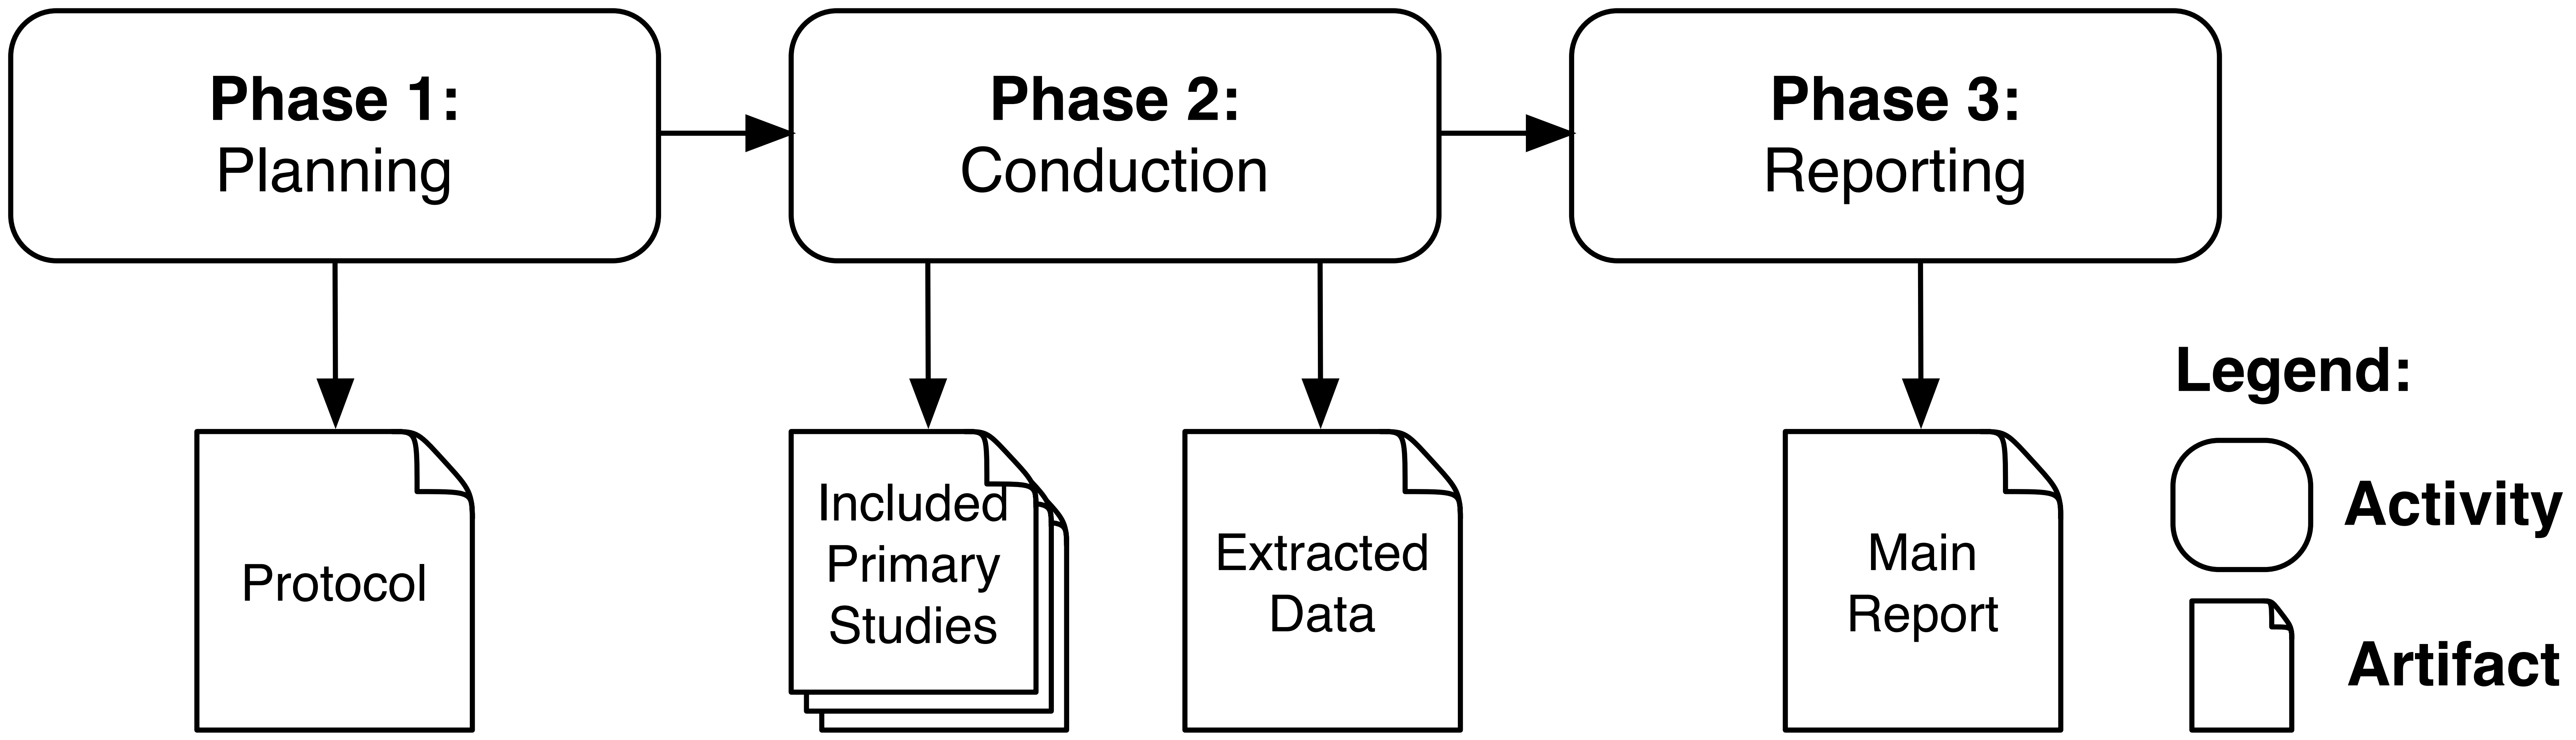 Phase 1:
Planning
Phase 2:
Conduction
Phase 3:
Reporting
Protocol
Included
Primary
Studies
Extracted
Data
Main
Report
Legend:
Activity
Artifact